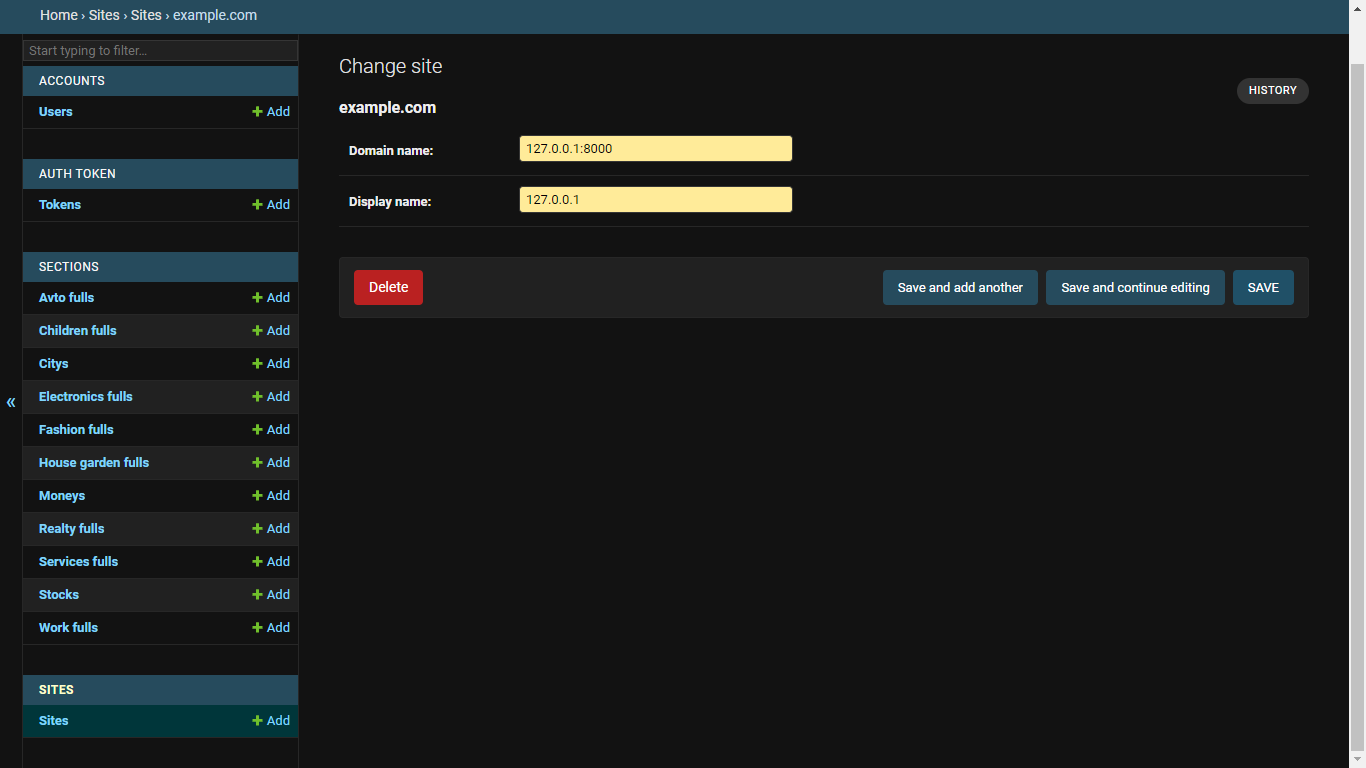 Home › Sites › Sites › example.com
Start typing to filter...
ACCOUNTS
Users + Add
AUTH TOKEN
Tokens + Add
SECTIONS
Avto fulls + Add
Children fulls + Add
Citys + Add
Electronics fulls + Add
Fashion fulls + Add
House garden fulls + Add
Moneys + Add
Realty fulls + Add
Services fulls + Add
Stocks + Add
Work fulls + Add
SITES
Sites + Add
«
Change site
HISTORY
example.com
Domain name: 127.0.0.1:8000
Display name: 127.0.0.1
Delete Save and add another Save and continue editing SAVE